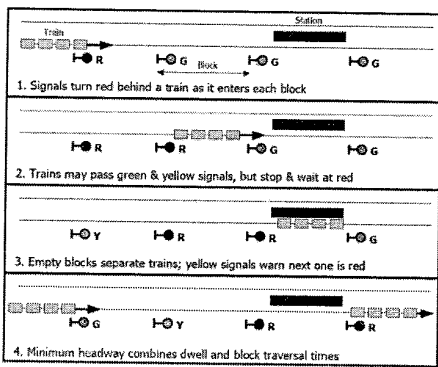 Station
Train
R G G G
Block
1. Signals turn red behind a train as it enters each block
R R G G
2. Trains may pass green & yellow signals, but stop & wait at red
Y R R G
3. Empty blocks separate trains; yellow signals warn next one is red
G Y R R
4. Minimum headway combines dwell and block traversal times